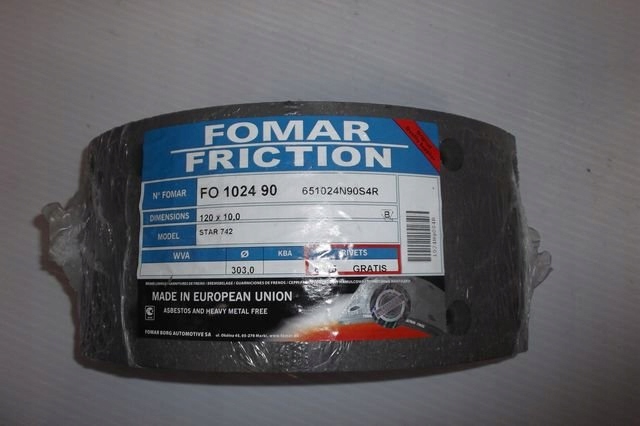 FOMAR
FRICTION
N° FOMAR FO 1024 90 651024N90S4R
DIMENSIONS 120 x 10,0 B
MODEL STAR 742
WVA Ø KBA RIVETS
303,0 GRATIS
MADE IN EUROPEAN UNION
ASBESTOS AND HEAVY METAL FREE
FOMAR BORG AUTOMOTIVE SA